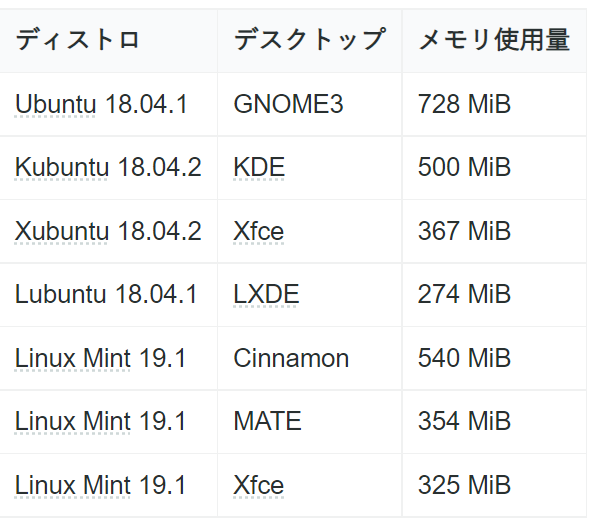 ディストロ デスクトップ メモリ使用量
Ubuntu 18.04.1 GNOME3 728 MiB
Kubuntu 18.04.2 KDE 500 MiB
Xubuntu 18.04.2 Xfce 367 MiB
Lubuntu 18.04.1 LXDE 274 MiB
Linux Mint 19.1 Cinnamon 540 MiB
Linux Mint 19.1 MATE 354 MiB
Linux Mint 19.1 Xfce 325 MiB